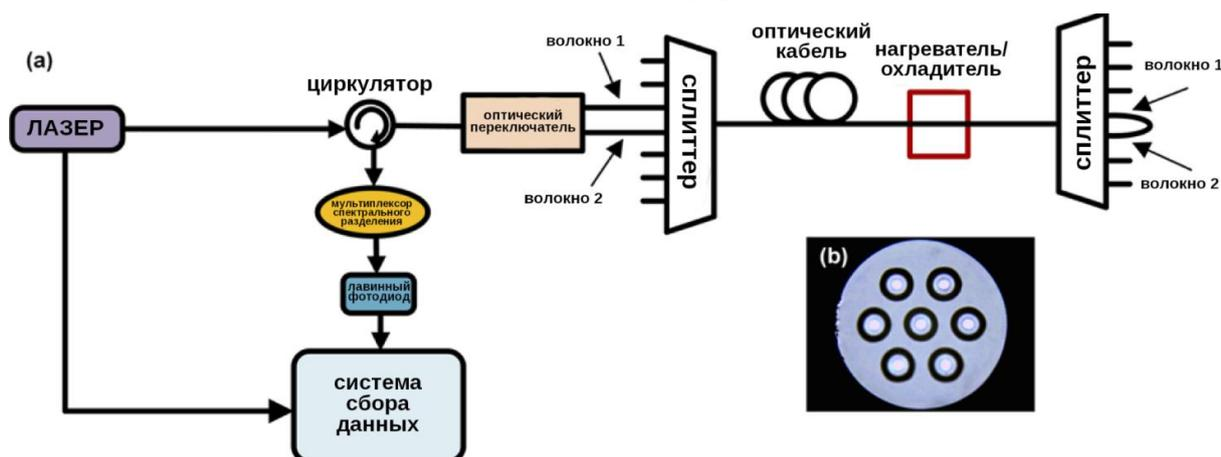 (a)
ЛАЗЕР
циркулятор
оптический
переключатель
волокно 1
волокно 2
сплиттер
оптический
кабель
нагреватель/
охладитель
сплиттер
волокно 1
волокно 2
мультиплексор
спектрального
разделения
лавинный
фотодиод
система
сбора
данных
(b)